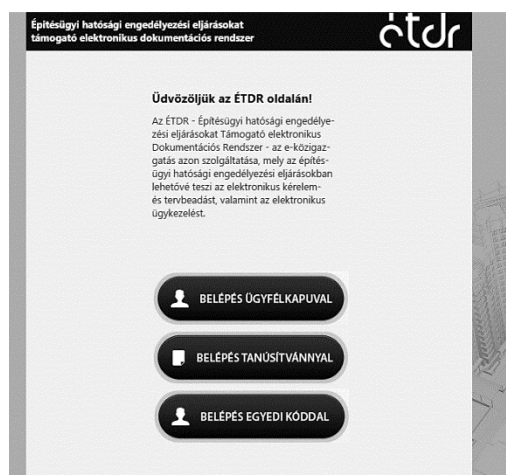 Építésügyi hatósági engedélyezési eljárásokat
támogató elektronikus dokumentációs rendszer
étdr
Üdvözöljük az ÉTDR oldalán!
Az ÉTDR - Építésügyi hatósági engedélye-
zési eljárásokat Támogató elektronikus
Dokumentációs Rendszer - az e-közigaz-
gatás azon szolgáltatása, mely az építés-
ügyi hatósági engedélyezési eljárásokban
lehetővé teszi az elektronikus kérelem-
és tervbeadást, valamint az elektronikus
ügykezelést.
BELÉPÉS ÜGYFÉLKAPUVAL
BELÉPÉS TANÚSÍTVÁNNYAL
BELÉPÉS EGYEDI KÓDDAL